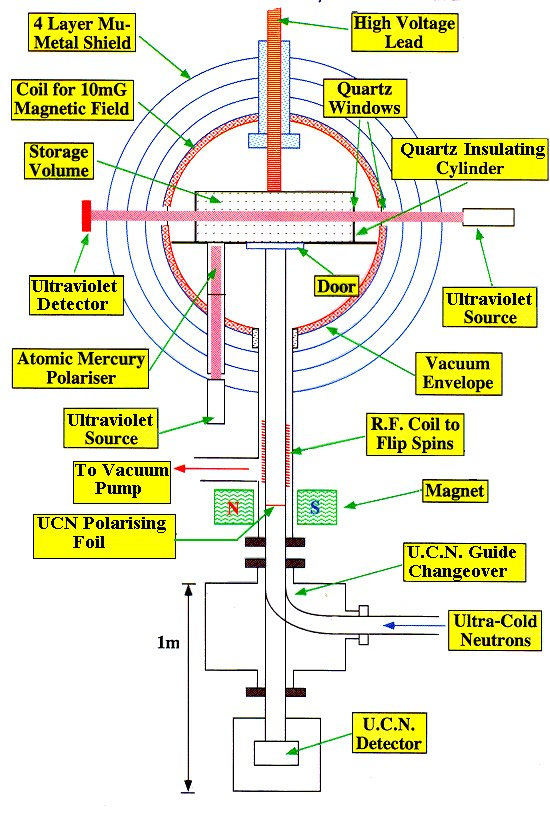 4 Layer Mu-
Metal Shield
High Voltage
Lead
Coil for 10mG
Magnetic Field
Quartz
Windows
Storage
Volume
Quartz Insulating
Cylinder
Ultraviolet
Detector
Door
Ultraviolet
Source
Atomic Mercury
Polariser
Vacuum
Envelope
Ultraviolet
Source
R.F. Coil to
Flip Spins
To Vacuum
Pump
Magnet
N
S
UCN Polarising
Foil
U.C.N. Guide
Changeover
1m
Ultra-Cold
Neutrons
U.C.N.
Detector